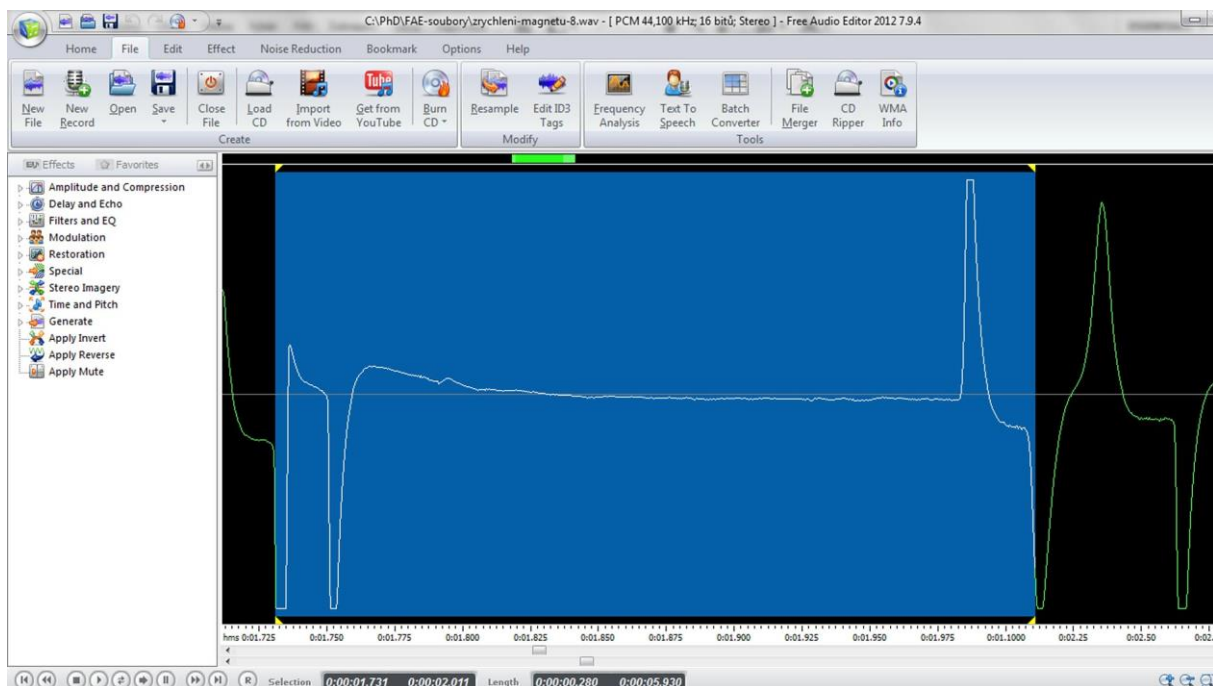 C:\PhD\FAE-soubory\zrychleni-magnetu-8.wav - [ PCM 44,100 kHz; 16 bitů; Stereo ] - Free Audio Editor 2012 7.9.4
Home File Edit Effect Noise Reduction Bookmark Options Help
New File
New Record
Open
Save
Close File
Load CD
Import from Video
Tube
Get from YouTube
Burn CD
Resample
Edit ID3 Tags
Frequency Analysis
Text To Speech
Batch Converter
File Merger
CD Ripper
WMA Info
Create Modify Tools
Effects Favorites
Amplitude and Compression
Delay and Echo
Filters and EQ
Modulation
Restoration
Special
Stereo Imagery
Time and Pitch
Generate
Apply Invert
Apply Reverse
Apply Mute
hms 0:01.725 0:01.750 0:01.775 0:01.800 0:01.825 0:01.850 0:01.875 0:01.900 0:01.925 0:01.950 0:01.975 0:01.1000 0:02.25 0:02.50 0:02.
R Selection 0:00:01.731 0:00:02.011 Length 0:00:00.280 0:00:05.930